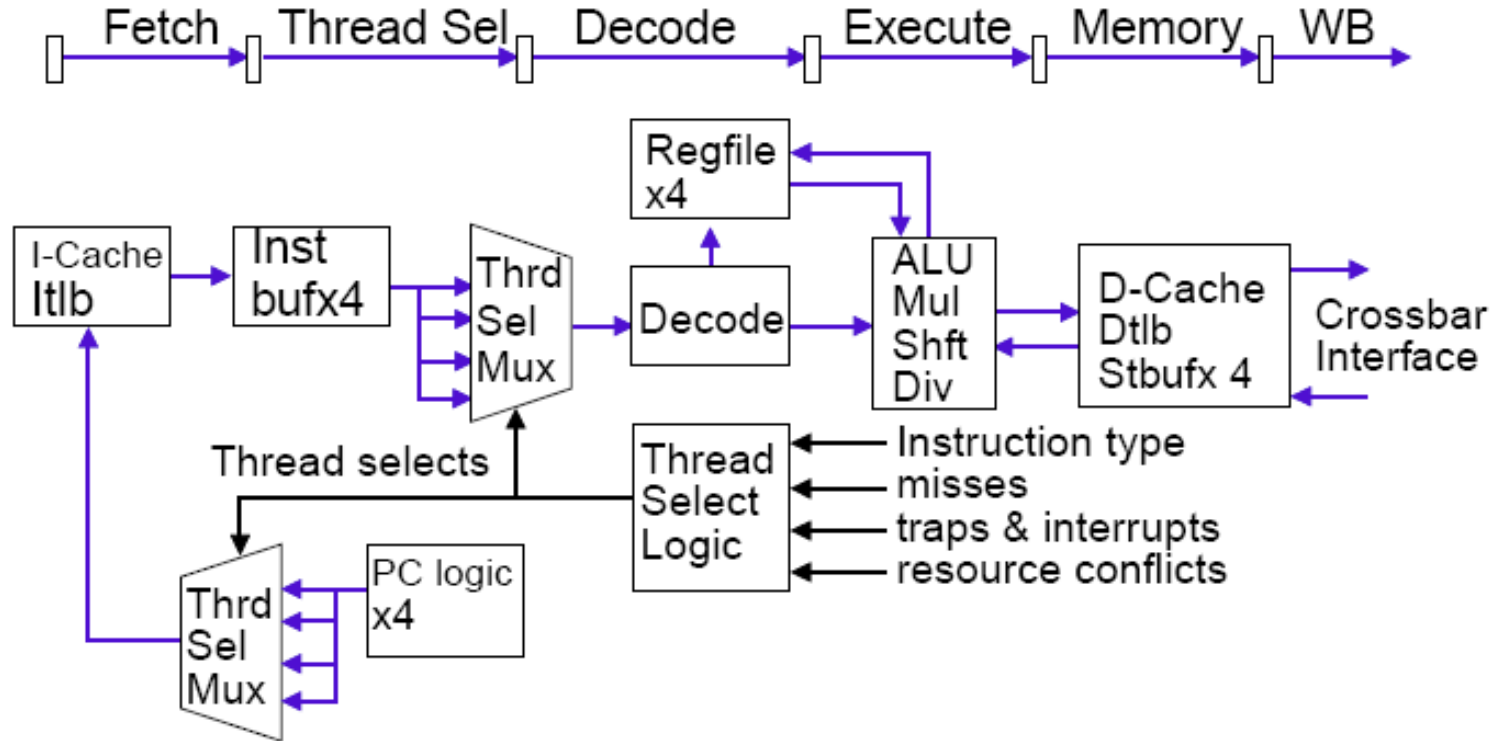 Fetch
Thread Sel
Decode
Execute
Memory
WB
Regfile
x4
I-Cache
Itlb
Inst
bufx4
Thrd
Sel
Mux
Decode
ALU
Mul
Shft
Div
D-Cache
Dtlb
Stbufx 4
Crossbar
Interface
Thread selects
Thread
Select
Logic
Instruction type
misses
traps & interrupts
resource conflicts
Thrd
Sel
Mux
PC logic
x4